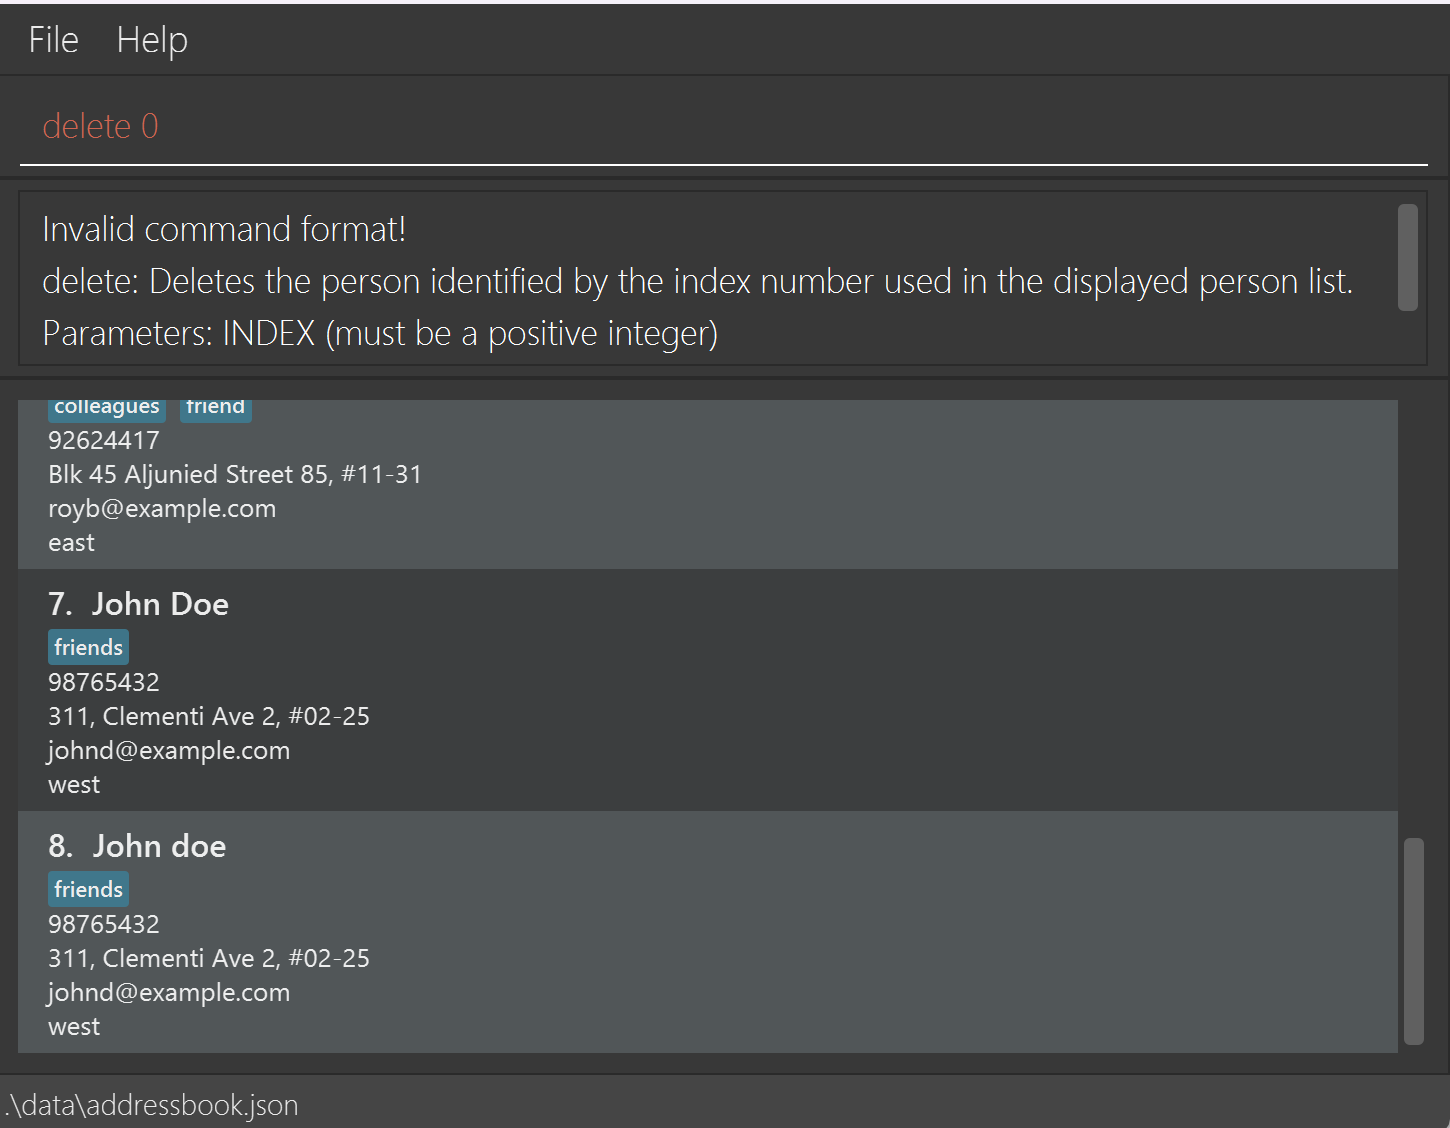 File Help
delete 0
Invalid command format!
delete: Deletes the person identified by the index number used in the displayed person list.
Parameters: INDEX (must be a positive integer)
colleagues friend
92624417
Blk 45 Aljunied Street 85, #11-31
royb@example.com
east
7. John Doe
friends
98765432
311, Clementi Ave 2, #02-25
johnd@example.com
west
8. John doe
friends
98765432
311, Clementi Ave 2, #02-25
johnd@example.com
west
.\data\addressbook.json